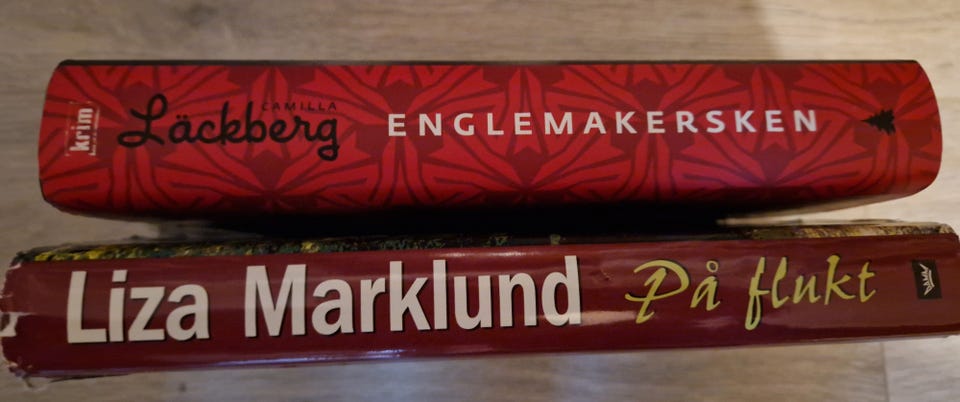 krim
CAMILLA
Läckberg
ENGLEMAKERSKEN
Liza Marklund
På flukt